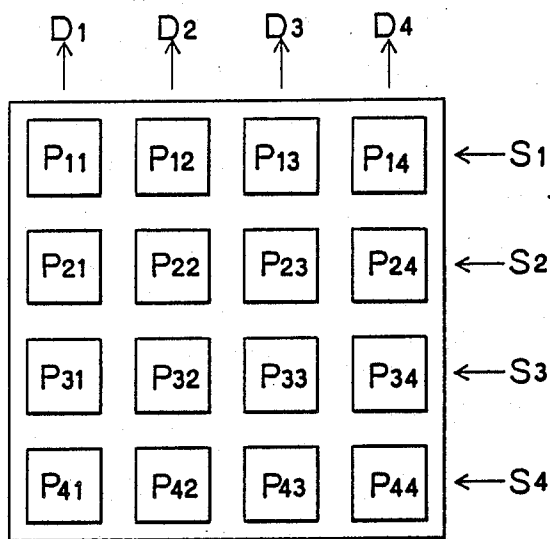 D1 D2 D3 D4
P11 P12 P13 P14 S1
P21 P22 P23 P24 S2
P31 P32 P33 P34 S3
P41 P42 P43 P44 S4